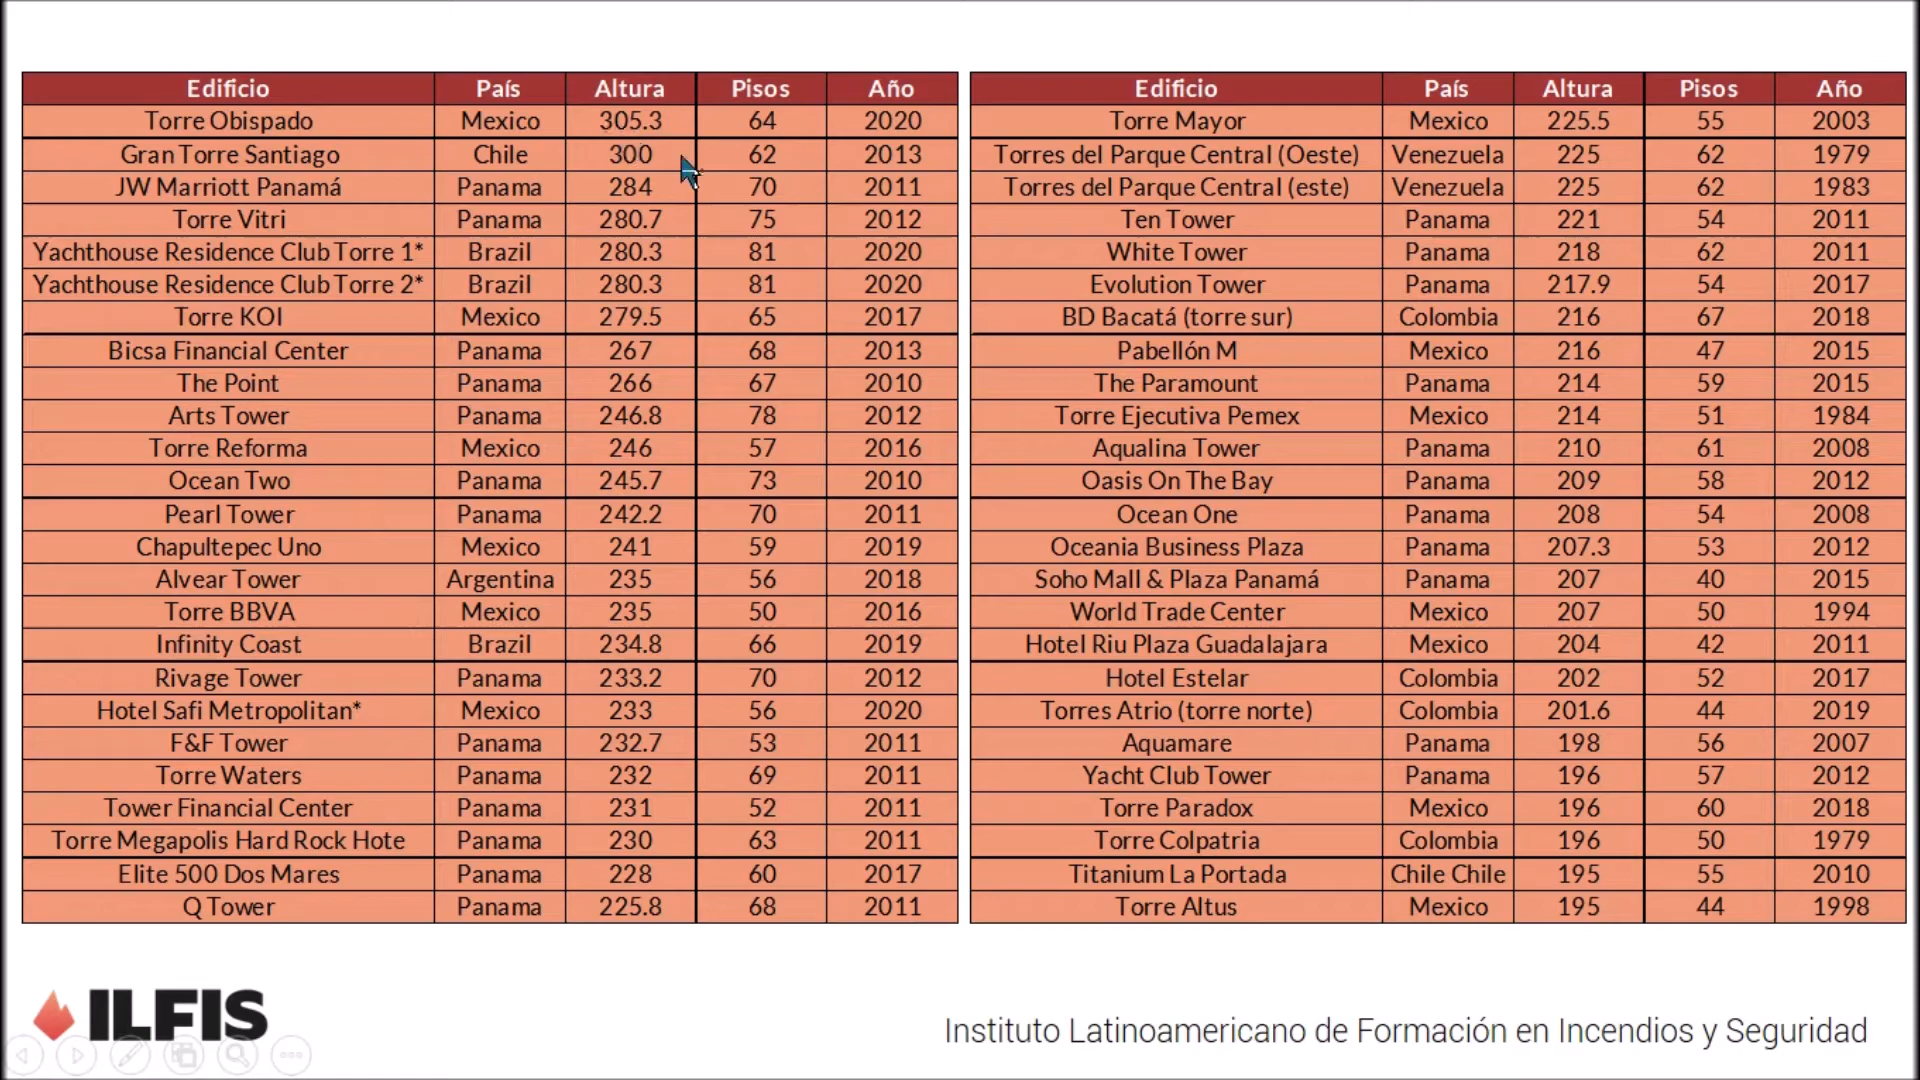 Edificio País Altura Pisos Año
Torre Obispado Mexico 305.3 64 2020
Gran Torre Santiago Chile 300 62 2013
JW Marriott Panamá Panama 284 70 2011
Torre Vitri Panama 280.7 75 2012
Yachthouse Residence Club Torre 1* Brazil 280.3 81 2020
Yachthouse Residence Club Torre 2* Brazil 280.3 81 2020
Torre KOI Mexico 279.5 65 2017
Bicsa Financial Center Panama 267 68 2013
The Point Panama 266 67 2010
Arts Tower Panama 246.8 78 2012
Torre Reforma Mexico 246 57 2016
Ocean Two Panama 245.7 73 2010
Pearl Tower Panama 242.2 70 2011
Chapultepec Uno Mexico 241 59 2019
Alvear Tower Argentina 235 56 2018
Torre BBVA Mexico 235 50 2016
Infinity Coast Brazil 234.8 66 2019
Rivage Tower Panama 233.2 70 2012
Hotel Safi Metropolitan* Mexico 233 56 2020
F&F Tower Panama 232.7 53 2011
Torre Waters Panama 232 69 2011
Tower Financial Center Panama 231 52 2011
Torre Megapolis Hard Rock Hote Panama 230 63 2011
Elite 500 Dos Mares Panama 228 60 2017
Q Tower Panama 225.8 68 2011
Edificio País Altura Pisos Año
Torre Mayor Mexico 225.5 55 2003
Torres del Parque Central (Oeste) Venezuela 225 62 1979
Torres del Parque Central (este) Venezuela 225 62 1983
Ten Tower Panama 221 54 2011
White Tower Panama 218 62 2011
Evolution Tower Panama 217.9 54 2017
BD Bacatá (torre sur) Colombia 216 67 2018
Pabellón M Mexico 216 47 2015
The Paramount Panama 214 59 2015
Torre Ejecutiva Pemex Mexico 214 51 1984
Aqualina Tower Panama 210 61 2008
Oasis On The Bay Panama 209 58 2012
Ocean One Panama 208 54 2008
Oceania Business Plaza Panama 207.3 53 2012
Soho Mall & Plaza Panamá Panama 207 40 2015
World Trade Center Mexico 207 50 1994
Hotel Riu Plaza Guadalajara Mexico 204 42 2011
Hotel Estelar Colombia 202 52 2017
Torres Atrio (torre norte) Colombia 201.6 44 2019
Aquamare Panama 198 56 2007
Yacht Club Tower Panama 196 57 2012
Torre Paradox Mexico 196 60 2018
Torre Colpatria Colombia 196 50 1979
Titanium La Portada Chile Chile 195 55 2010
Torre Altus Mexico 195 44 1998
ILFIS
Instituto Latinoamericano de Formación en Incendios y Seguridad